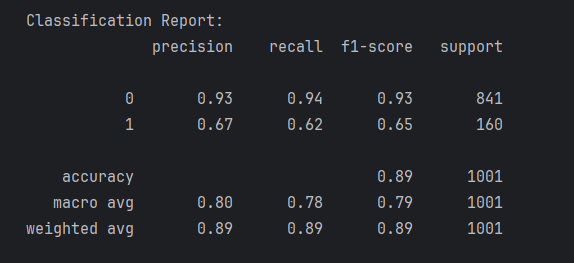 Classification Report:
precision recall f1-score support
0 0.93 0.94 0.93 841
1 0.67 0.62 0.65 160
accuracy 0.89 1001
macro avg 0.80 0.78 0.79 1001
weighted avg 0.89 0.89 0.89 1001